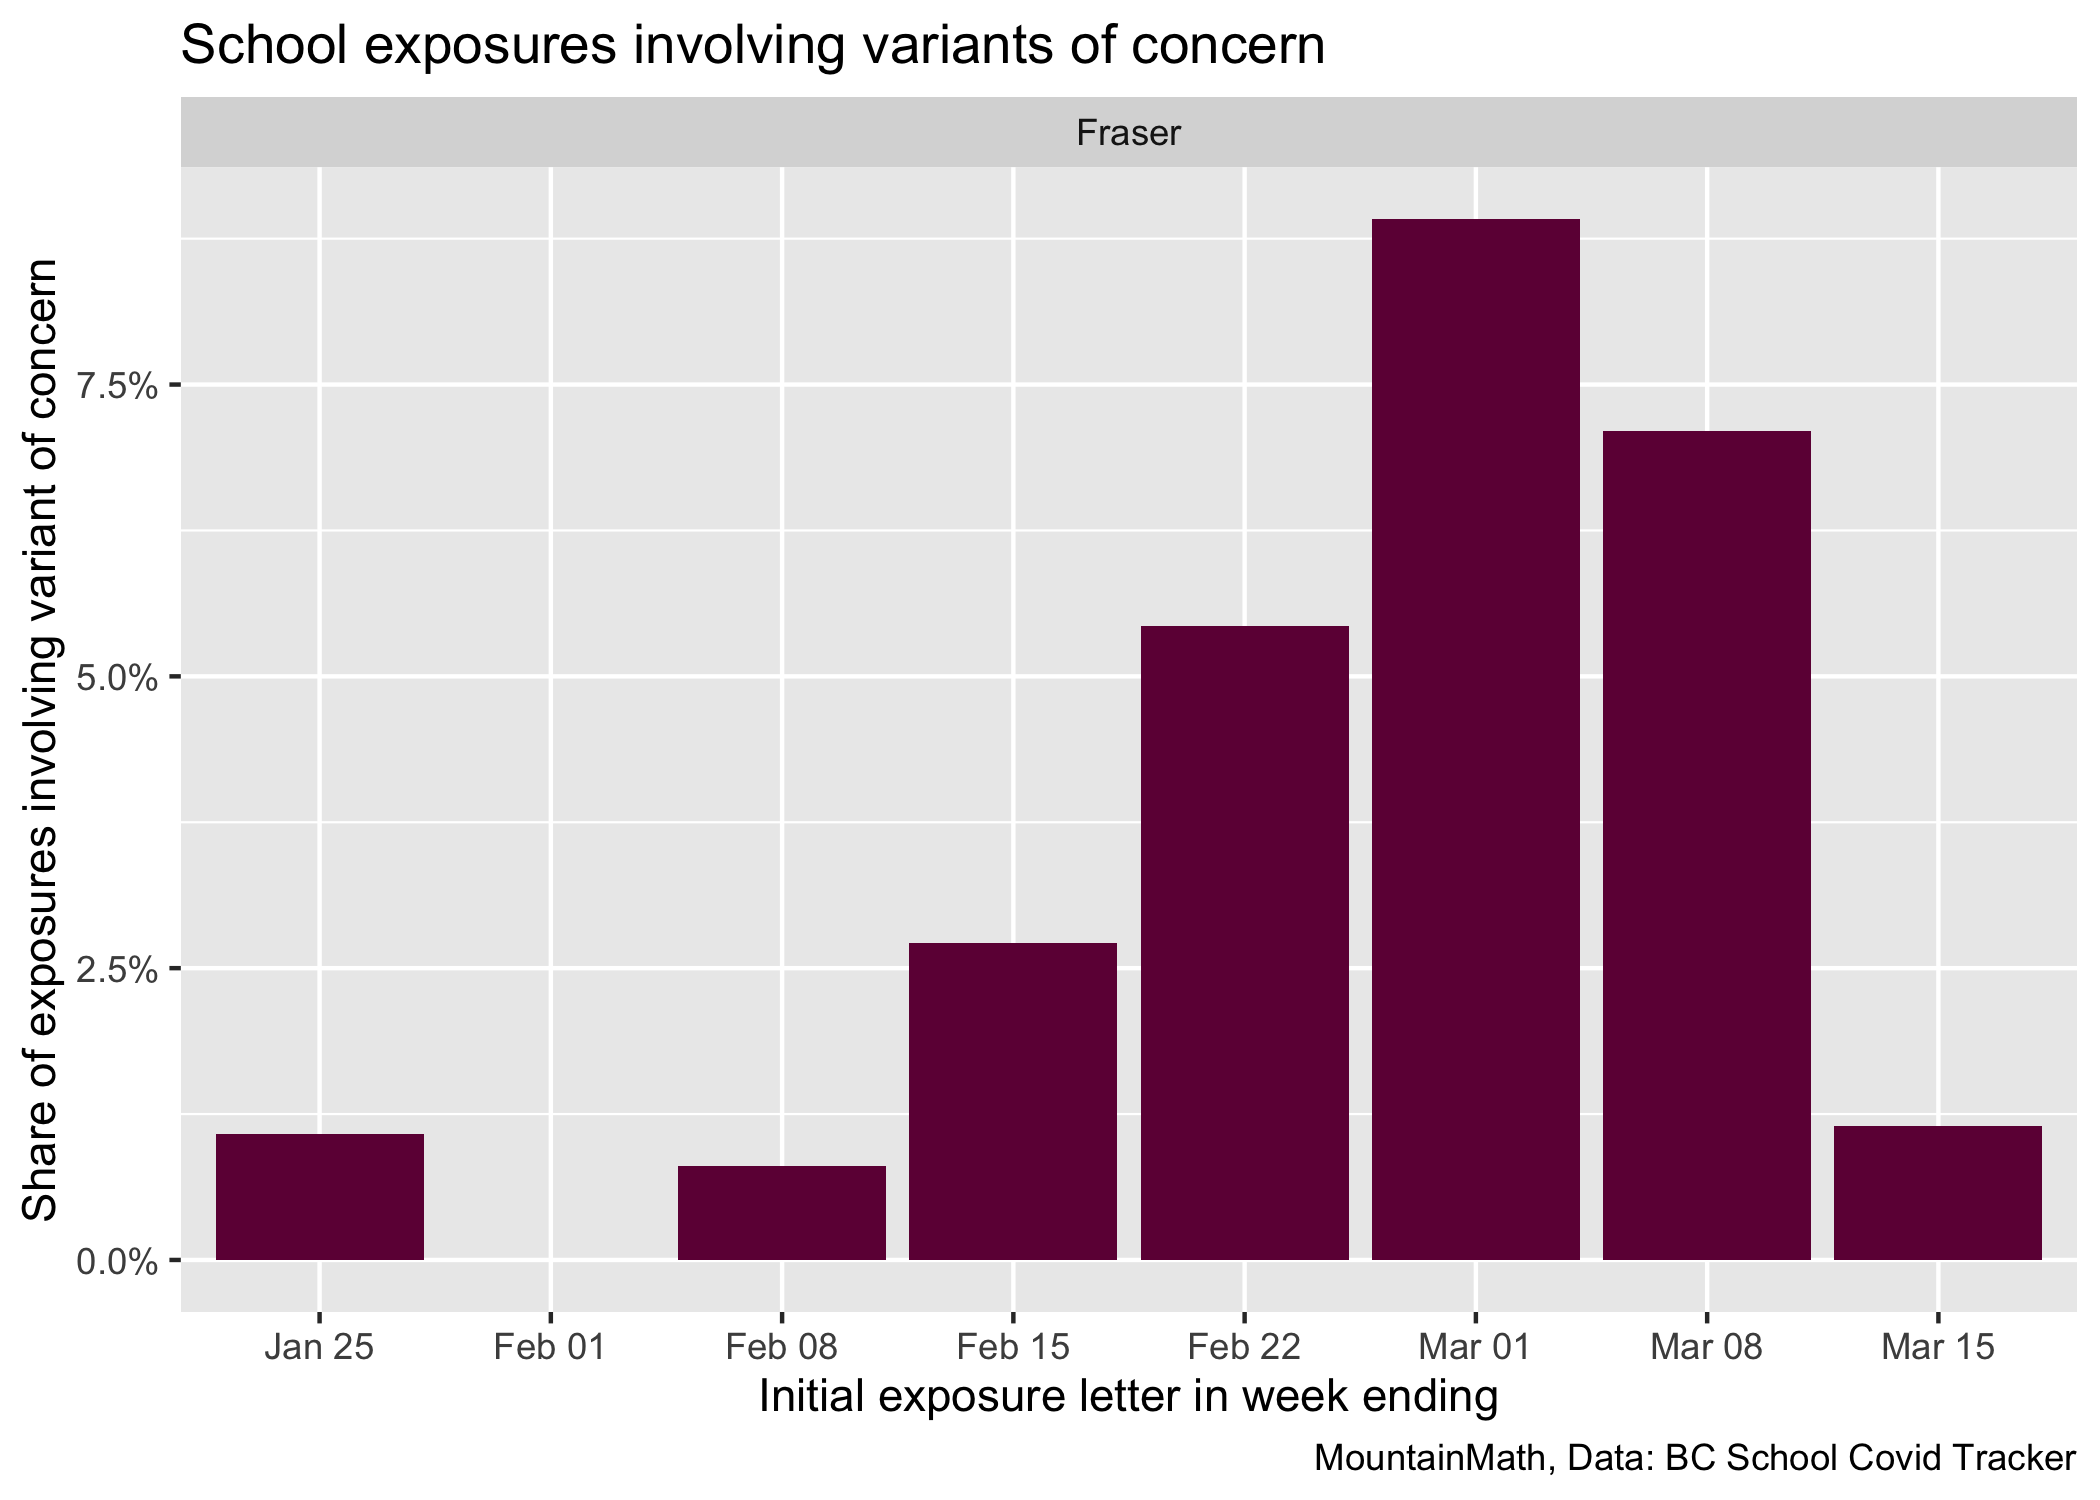 School exposures involving variants of concern
Fraser
Share of exposures involving variant of concern
7.5%
5.0%
2.5%
0.0%
Jan 25
Feb 01
Feb 08
Feb 15
Feb 22
Mar 01
Mar 08
Mar 15
Initial exposure letter in week ending
MountainMath, Data: BC School Covid Tracker